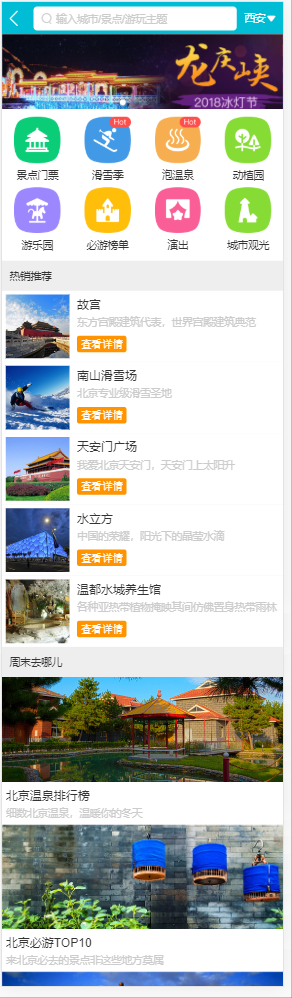 输入城市/景点/游玩主题
西安
龙庆峡
2018冰灯节
Hot
Hot
景点门票
滑雪季
泡温泉
动植园
游乐园
必游榜单
演出
城市观光
热销推荐
故宫
东方宫殿建筑代表，世界宫殿建筑典范
查看详情
南山滑雪场
北京专业级滑雪圣地
查看详情
天安门广场
我爱北京天安门，天安门上太阳升
查看详情
水立方
中国的荣耀，阳光下的晶莹水滴
查看详情
温都水城养生馆
各种亚热带植物掩映其间仿佛置身热带雨林
查看详情
周末去哪儿
北京温泉排行榜
细数北京温泉，温暖你的冬天
北京必游TOP10
来北京必去的景点非这些地方莫属